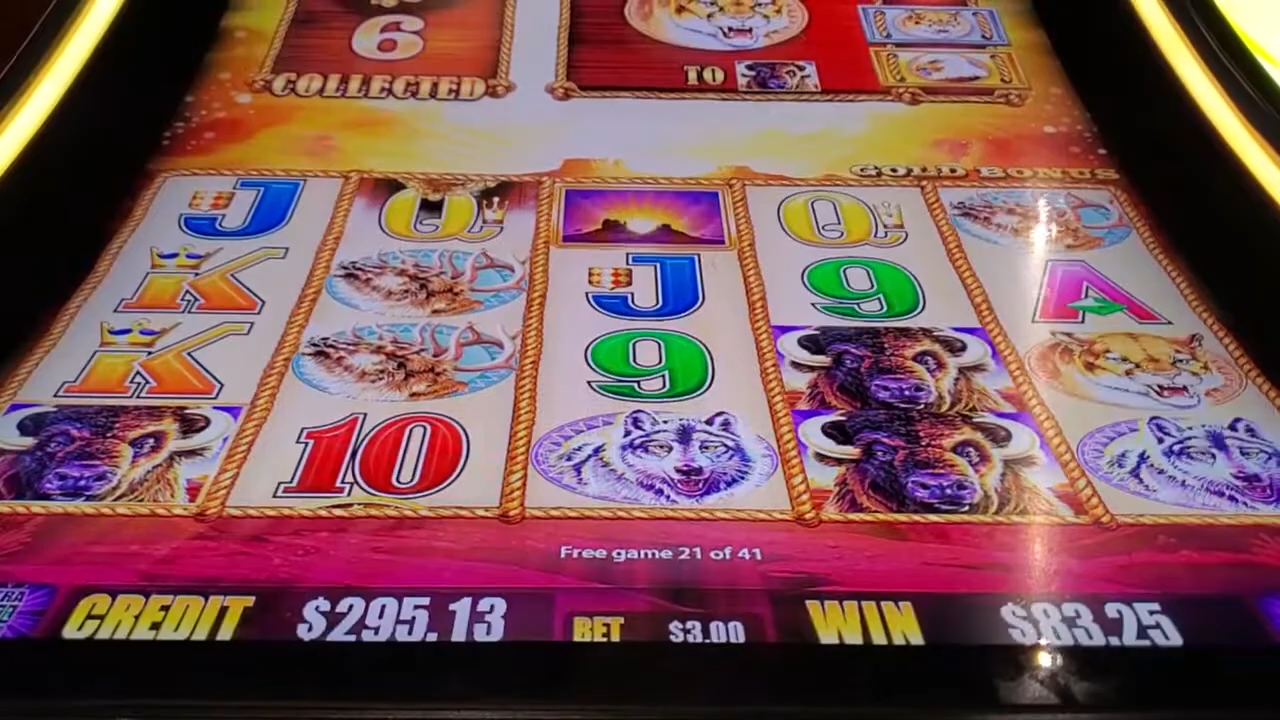 6
COLLECTED
TO
GOLD BONUS
J Q Q
K J 9 A
K 9
10
Free game 21 of 41
CREDIT $295.13 BET $3.00 WIN $83.25